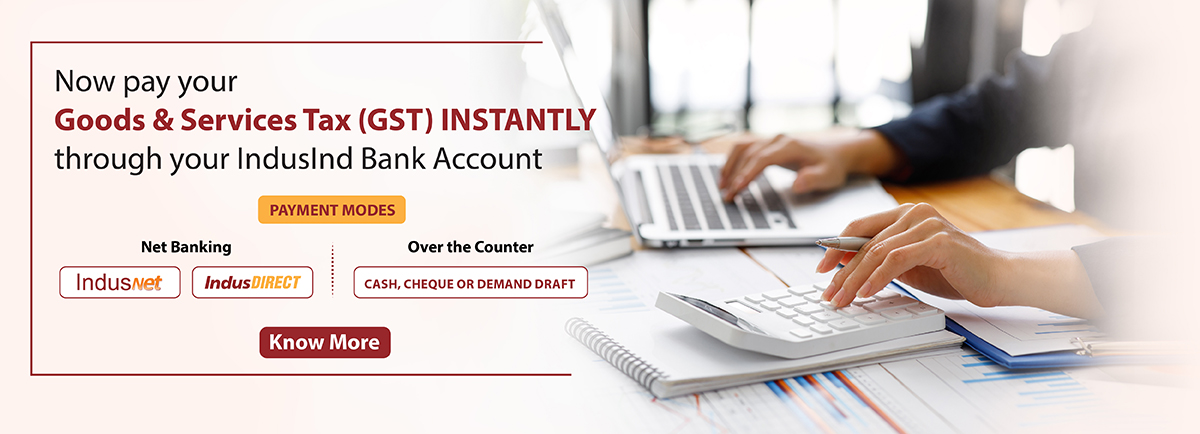 Now pay your
Goods & Services Tax (GST) INSTANTLY
through your IndusInd Bank Account
PAYMENT MODES
Net Banking
IndusNet
IndusDIRECT
Over the Counter
CASH, CHEQUE OR DEMAND DRAFT
Know More